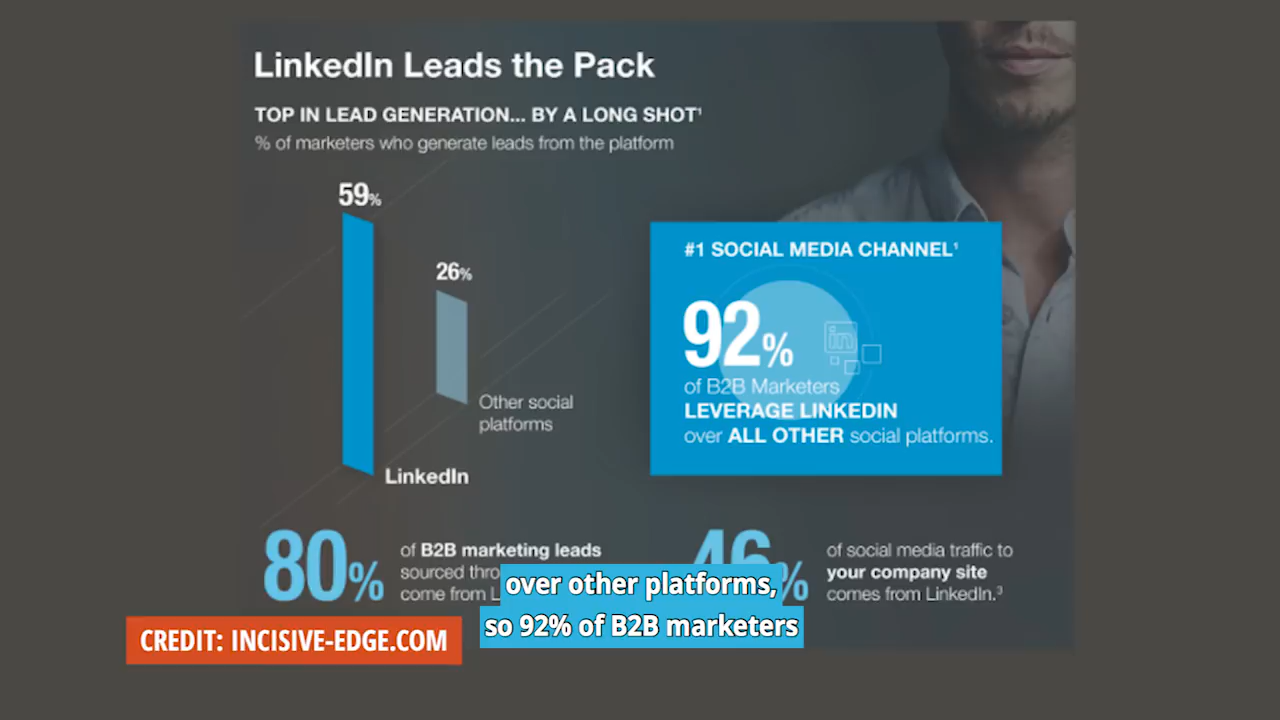 LinkedIn Leads the Pack
TOP IN LEAD GENERATION... BY A LONG SHOT¹
% of marketers who generate leads from the platform
59%
26%
Other social
platforms
LinkedIn
#1 SOCIAL MEDIA CHANNEL¹
92%
in
of B2B Marketers
LEVERAGE LINKEDIN
over ALL OTHER social platforms.
80%
of B2B marketing leads
sourced
come from
46%
of social media traffic to
your company site
comes from LinkedIn.³
over other platforms,
so 92% of B2B marketers
CREDIT: INCISIVE-EDGE.COM